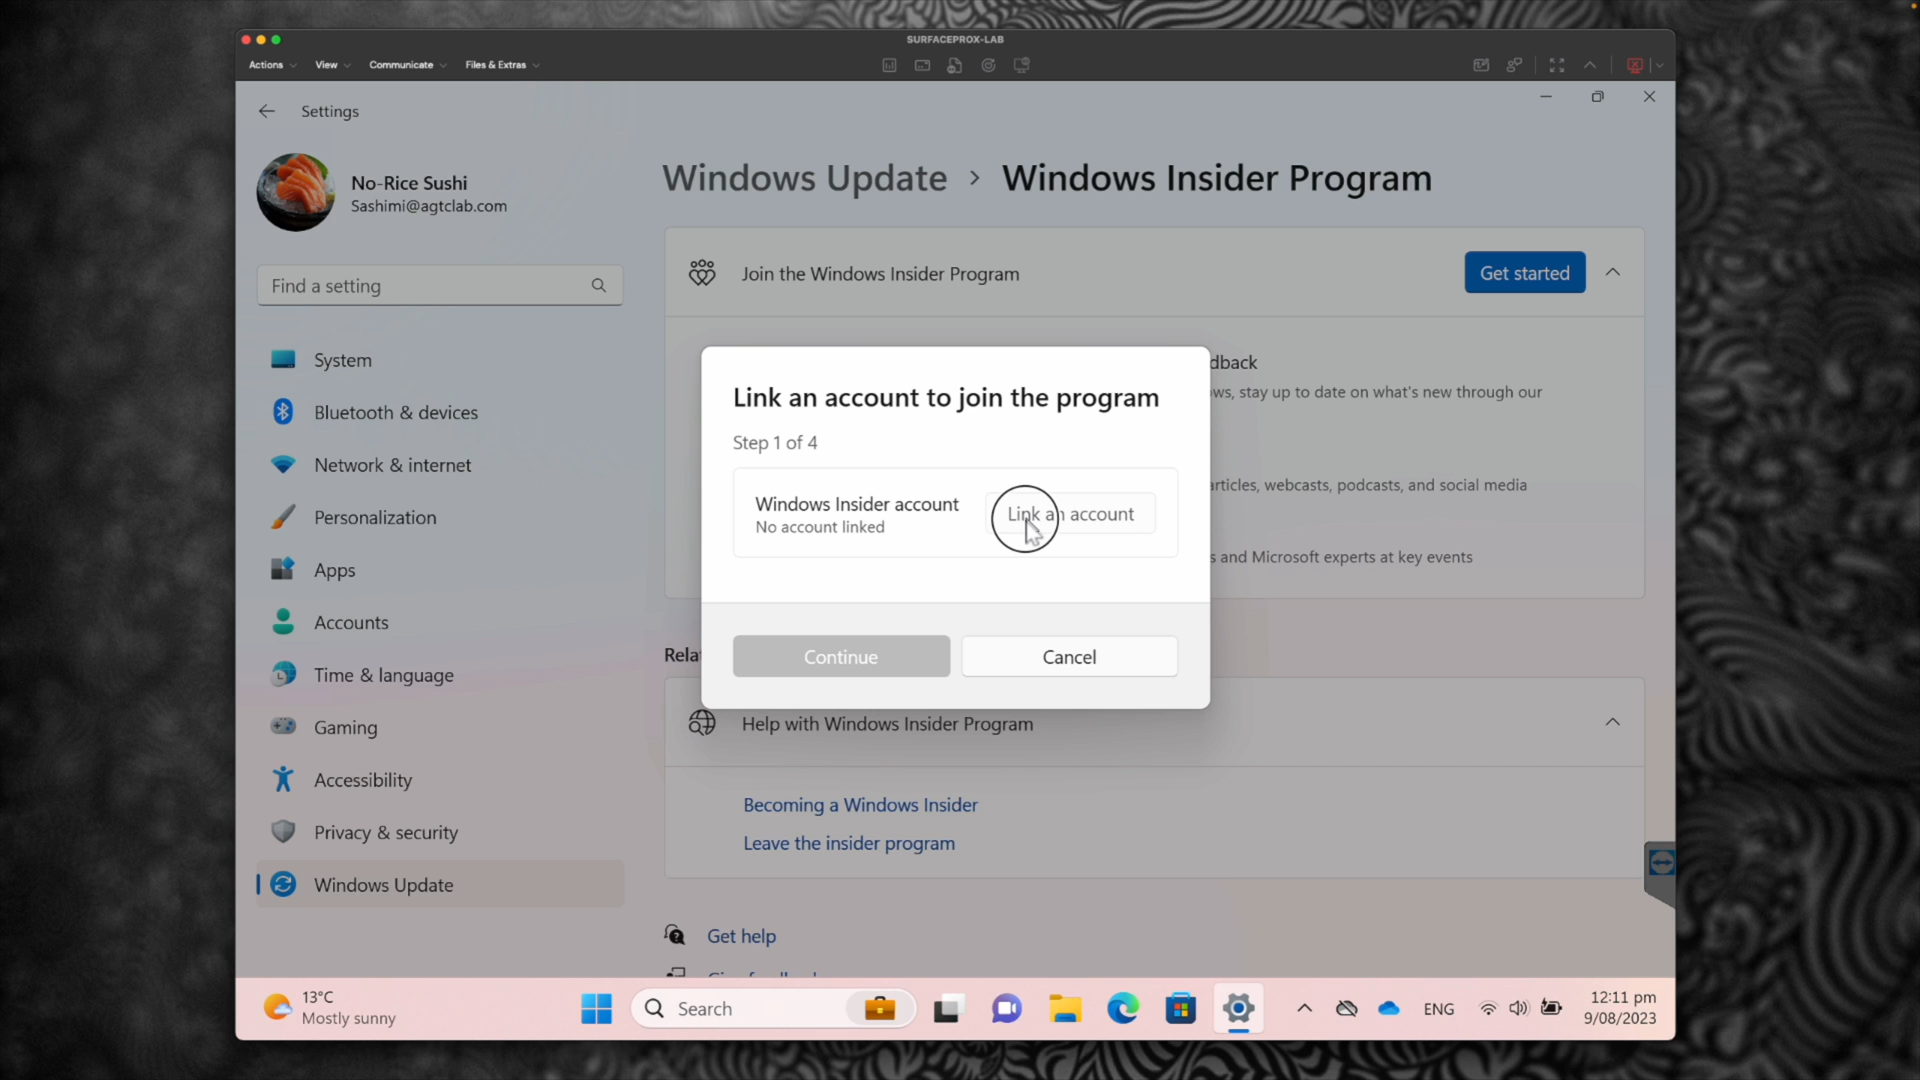 SURFACEPROX-LAB
Actions
View
Communicate
Files & Extras
Settings
No-Rice Sushi
Sashimi@agtclab.com
Find a setting
System
Bluetooth & devices
Network & internet
Personalization
Apps
Accounts
Time & language
Gaming
Accessibility
Privacy & security
Windows Update
Windows Update > Windows Insider Program
Join the Windows Insider Program
Get started
dback
ws, stay up to date on what's new through our
articles, webcasts, podcasts, and social media
s and Microsoft experts at key events
Link an account to join the program
Step 1 of 4
Windows Insider account
No account linked
Link an account
Continue
Cancel
Rela
Help with Windows Insider Program
Becoming a Windows Insider
Leave the insider program
Get help
13°C
Mostly sunny
Search
ENG
12:11 pm
9/08/2023